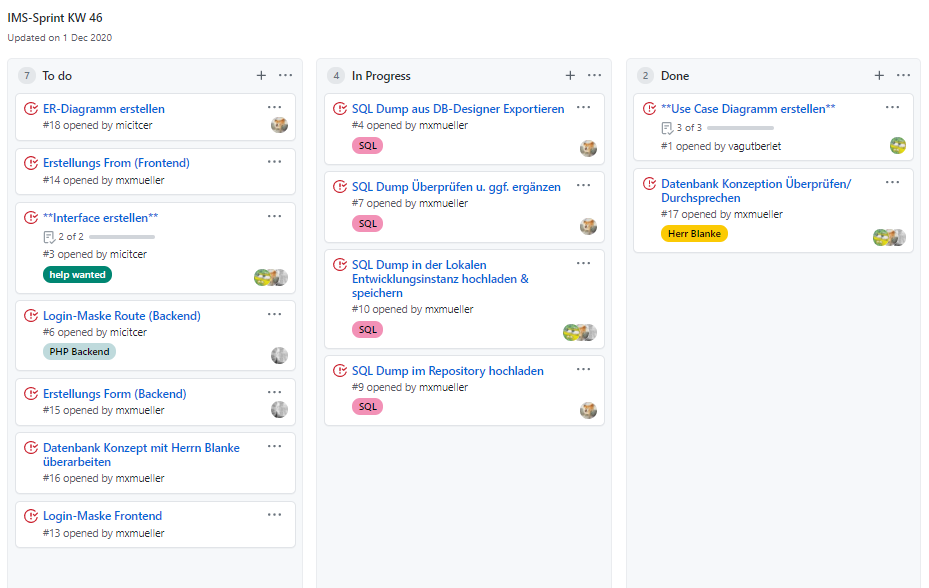 IMS-Sprint KW 46
Updated on 1 Dec 2020
7 To do
ER-Diagramm erstellen
#18 opened by micitcer
Erstellungs From (Frontend)
#14 opened by mxmueller
**Interface erstellen**
2 of 2
#3 opened by micitcer
help wanted
Login-Maske Route (Backend)
#6 opened by micitcer
PHP Backend
Erstellungs Form (Backend)
#15 opened by mxmueller
Datenbank Konzept mit Herrn Blanke
überarbeiten
#16 opened by mxmueller
Login-Maske Frontend
#13 opened by mxmueller
4 In Progress
SQL Dump aus DB-Designer Exportieren
#4 opened by mxmueller
SQL
SQL Dump Überprüfen u. ggf. ergänzen
#7 opened by mxmueller
SQL
SQL Dump in der Lokalen
Entwicklungsinstanz hochladen &
speichern
#10 opened by mxmueller
SQL
SQL Dump im Repository hochladen
#9 opened by mxmueller
SQL
2 Done
**Use Case Diagramm erstellen**
3 of 3
#1 opened by vagutberlet
Datenbank Konzeption Überprüfen/
Durchsprechen
#17 opened by mxmueller
Herr Blanke